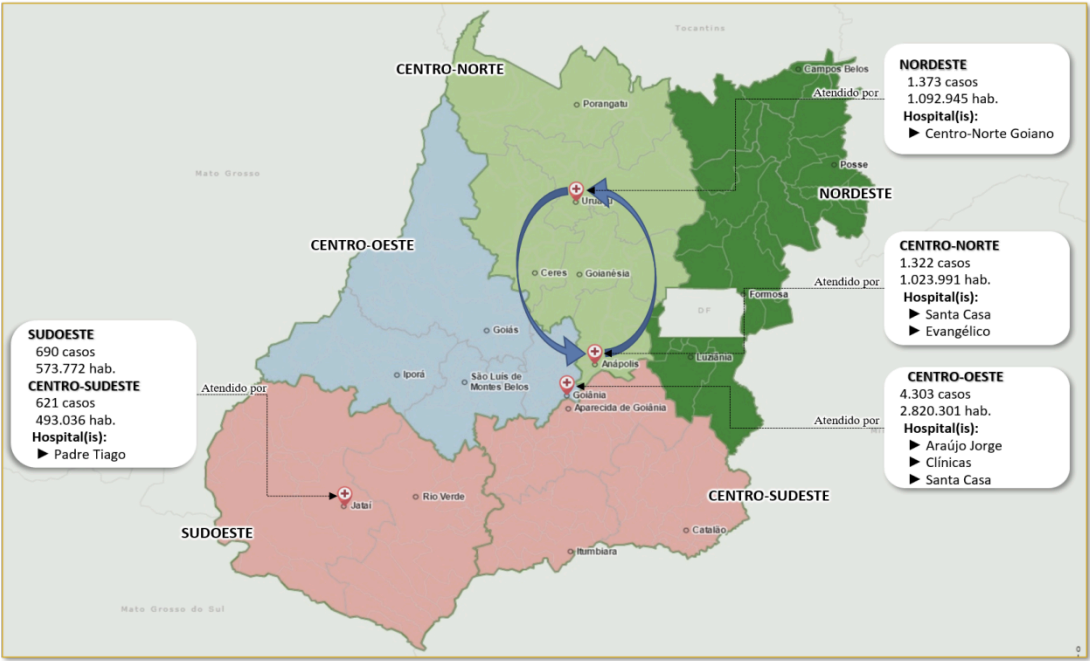 Tocantins
CENTRO-NORTE
Campos Belos
Porangatu
Mato Grosso
Posse
NORDESTE
Uruaçu
CENTRO-OESTE
Ceres
Goianésia
Formosa
DF
Goiás
Luziânia
Anápolis
Iporá
São Luís de
Montes Belos
Goiânia
Aparecida de Goiânia
Rio Verde
Jataí
CENTRO-SUDESTE
SUDOESTE
Catalão
Itumbiara
Mato Grosso do Sul
NORDESTE
1.373 casos
1.092.945 hab.
Hospital(is):
► Centro-Norte Goiano
Atendido por
CENTRO-NORTE
1.322 casos
1.023.991 hab.
Hospital(is):
► Santa Casa
► Evangélico
Atendido por
CENTRO-OESTE
4.303 casos
2.820.301 hab.
Hospital(is):
► Araújo Jorge
► Clínicas
► Santa Casa
Atendido por
SUDOESTE
690 casos
573.772 hab.
CENTRO-SUDESTE
621 casos
493.036 hab.
Hospital(is):
► Padre Tiago
Atendido por
0